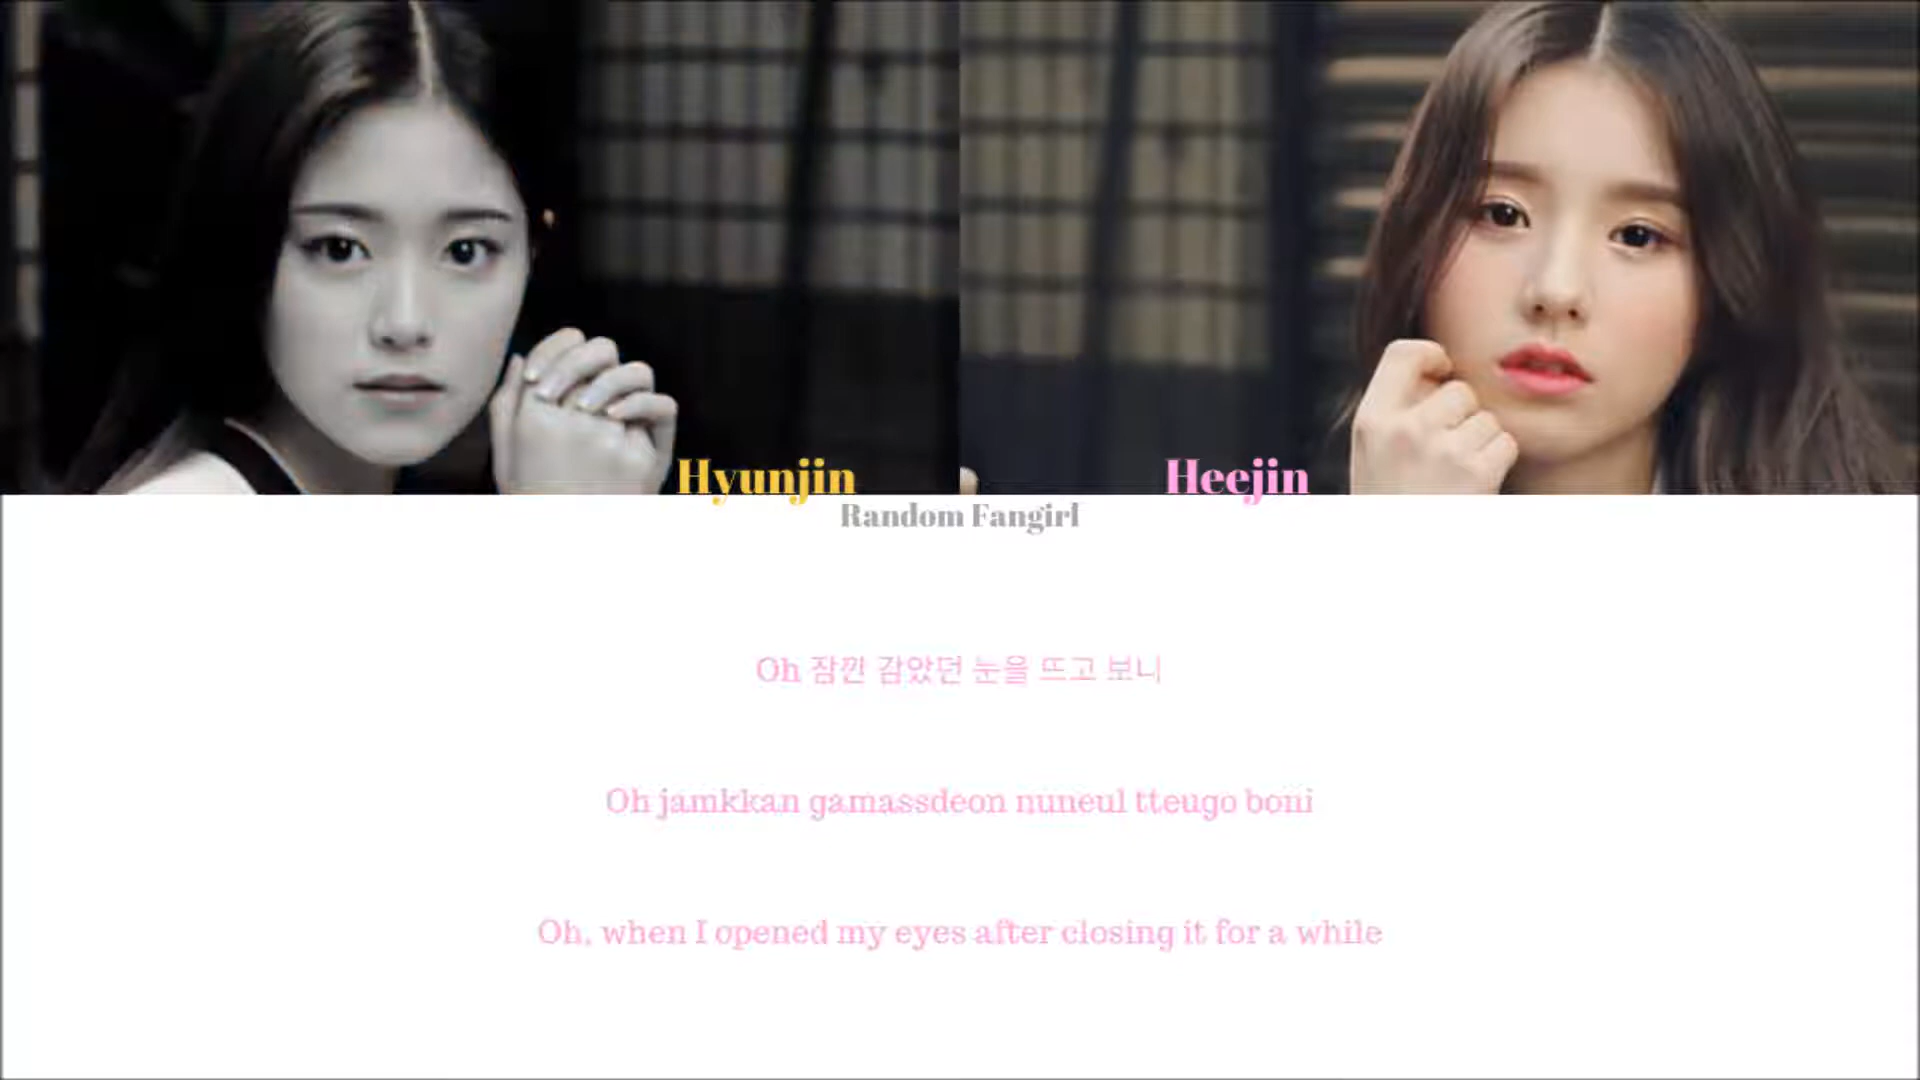 Hyunjin
Heejin
Random Fangirl
Oh 잠깐 감았던 눈을 뜨고 보니
Oh jamkkan gamassdeon nuneul tteugo boni
Oh, when I opened my eyes after closing it for a while